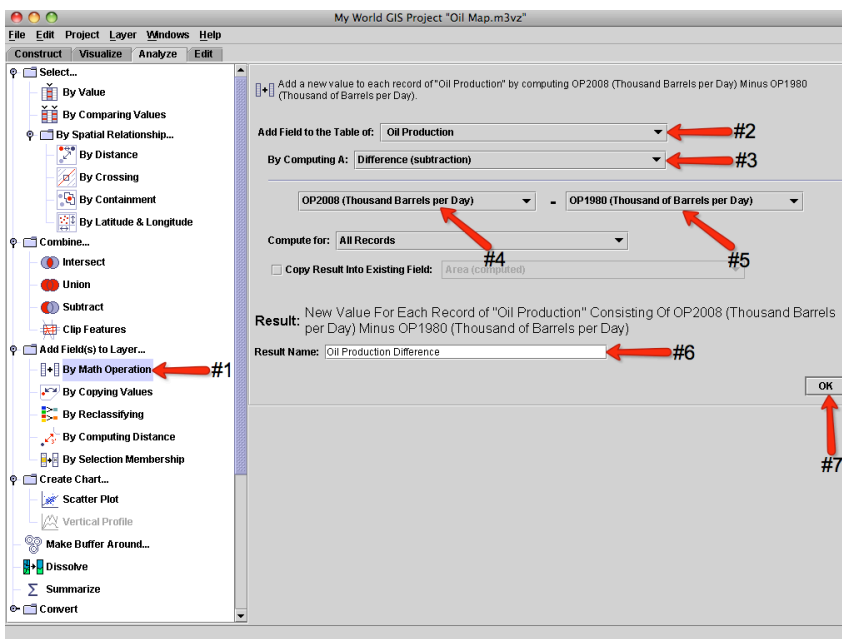 My World GIS Project "Oil Map.m3vz"
File Edit Project Layer Windows Help
Construct Visualize Analyze Edit
Select...
By Value
By Comparing Values
By Spatial Relationship...
By Distance
By Crossing
By Containment
By Latitude & Longitude
Combine...
Intersect
Union
Subtract
Clip Features
Add Field(s) to Layer...
By Math Operation
#1
By Copying Values
By Reclassifying
By Computing Distance
By Selection Membership
Create Chart...
Scatter Plot
Vertical Profile
Make Buffer Around...
Dissolve
Summarize
Convert
Add a new value to each record of "Oil Production" by computing OP2008 (Thousand Barrels per Day) Minus OP1980
(Thousand of Barrels per Day).
Add Field to the Table of: Oil Production #2
By Computing A: Difference (subtraction) #3
OP2008 (Thousand Barrels per Day) - OP1980 (Thousand of Barrels per Day)
#4 #5
Compute for: All Records
Copy Result Into Existing Field: Area (computed)
Result: New Value For Each Record of "Oil Production" Consisting Of OP2008 (Thousand Barrels
per Day) Minus OP1980 (Thousand of Barrels per Day)
Result Name: Oil Production Difference #6
OK
#7